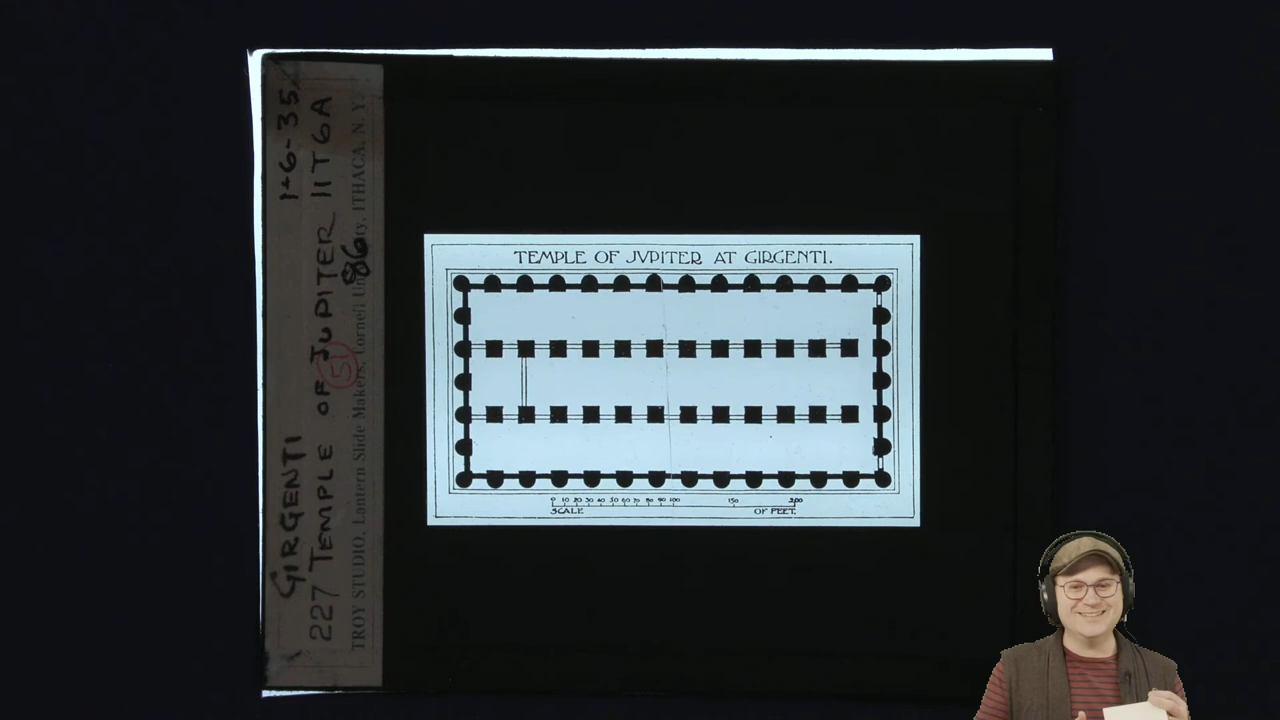 GIRGENTI 1-6-35
227 TEMPLE OF JUPITER 11T6A
51
86
TROY STUDIO, Lantern Slide Makers, Cornell University, ITHACA, N. Y.
TEMPLE OF JVPITER AT GIRGENTI.
0 10 20 30 40 50 60 70 80 90 100 150 200
SCALE OF FEET.